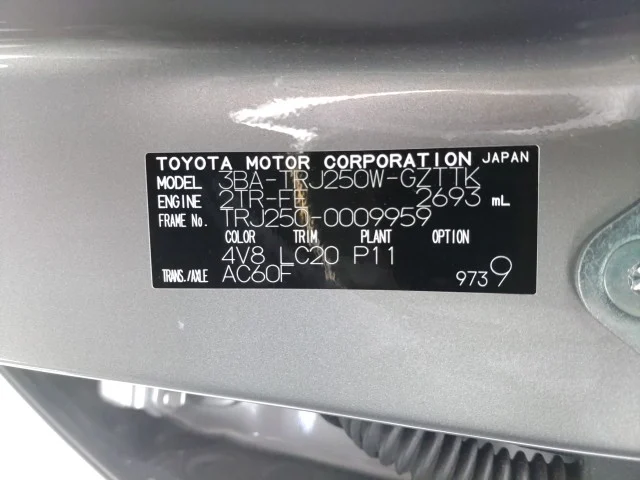 TOYOTA MOTOR CORPORATION JAPAN
MODEL 3BA-TRJ250W-GZTTK
ENGINE 2TR-FE 2693 mL
FRAME No. TRJ250-0009959
COLOR TRIM PLANT OPTION
4V8 LC20 P11
TRANS./AXLE AC60F
9739